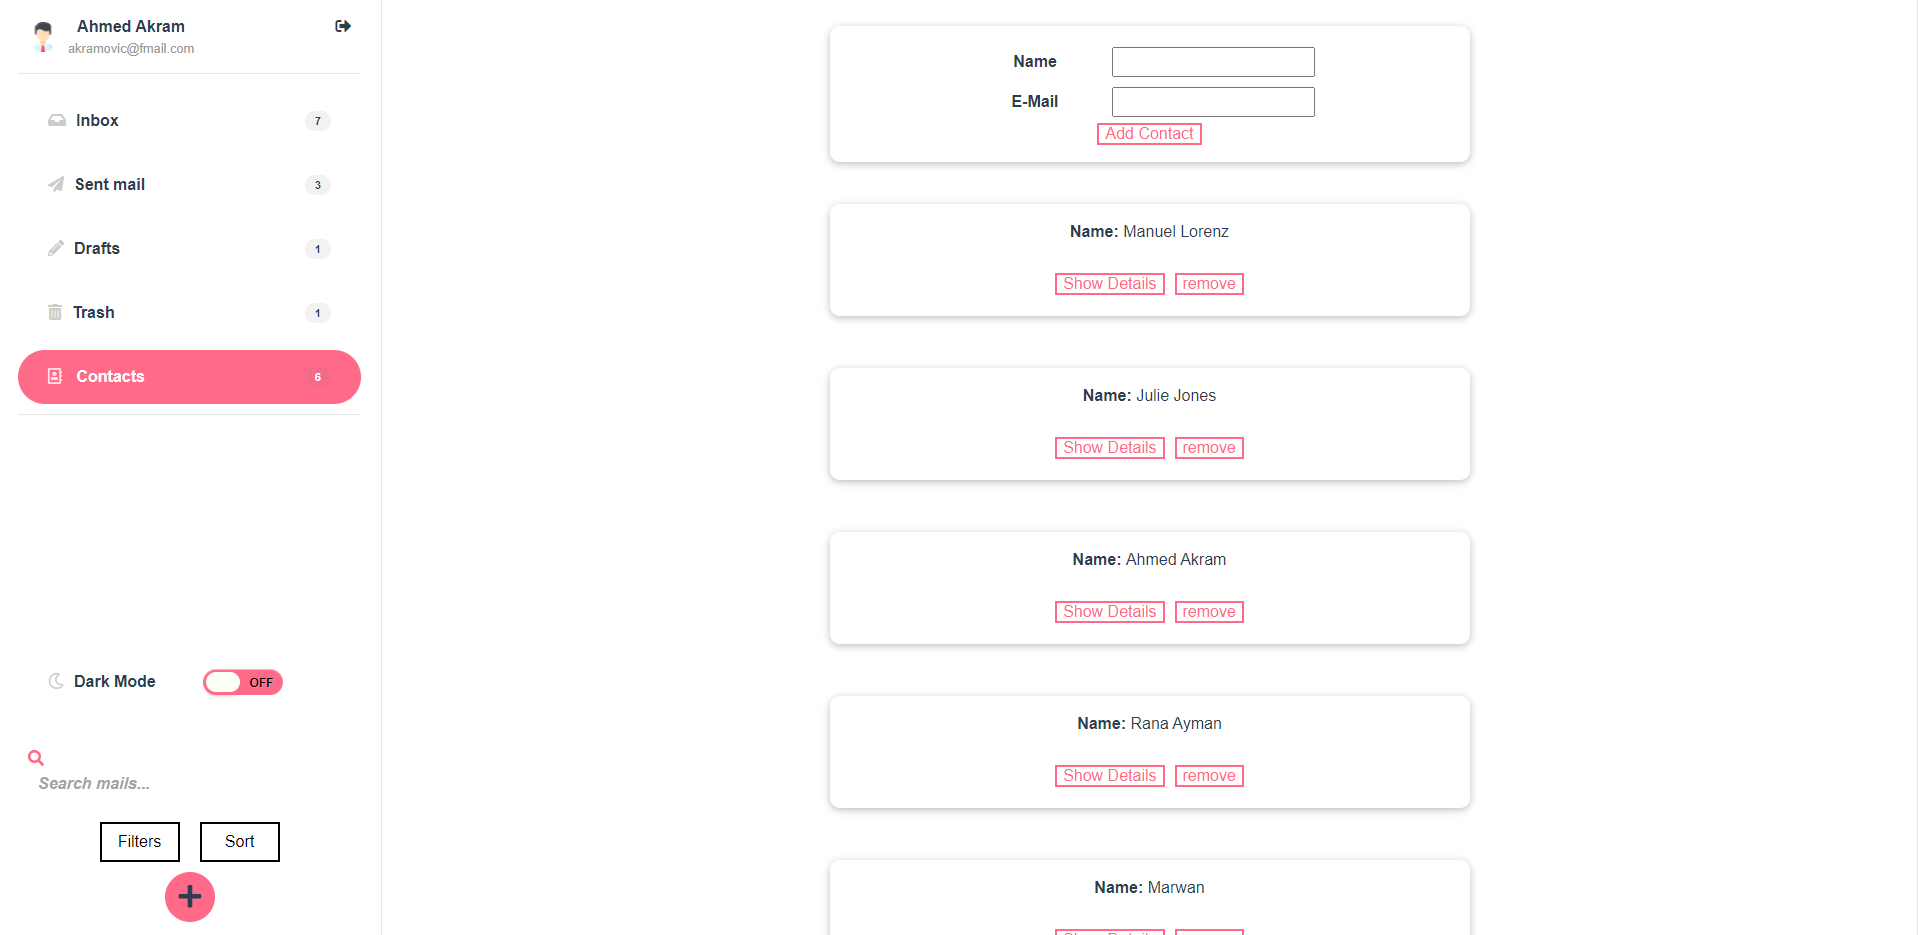 Ahmed Akram
akramovic@fmail.com
Inbox 7
Sent mail 3
Drafts 1
Trash 1
Contacts 6
Dark Mode OFF
Search mails...
Filters Sort
Name
E-Mail
Add Contact
Name: Manuel Lorenz
Show Details remove
Name: Julie Jones
Show Details remove
Name: Ahmed Akram
Show Details remove
Name: Rana Ayman
Show Details remove
Name: Marwan
Show Details